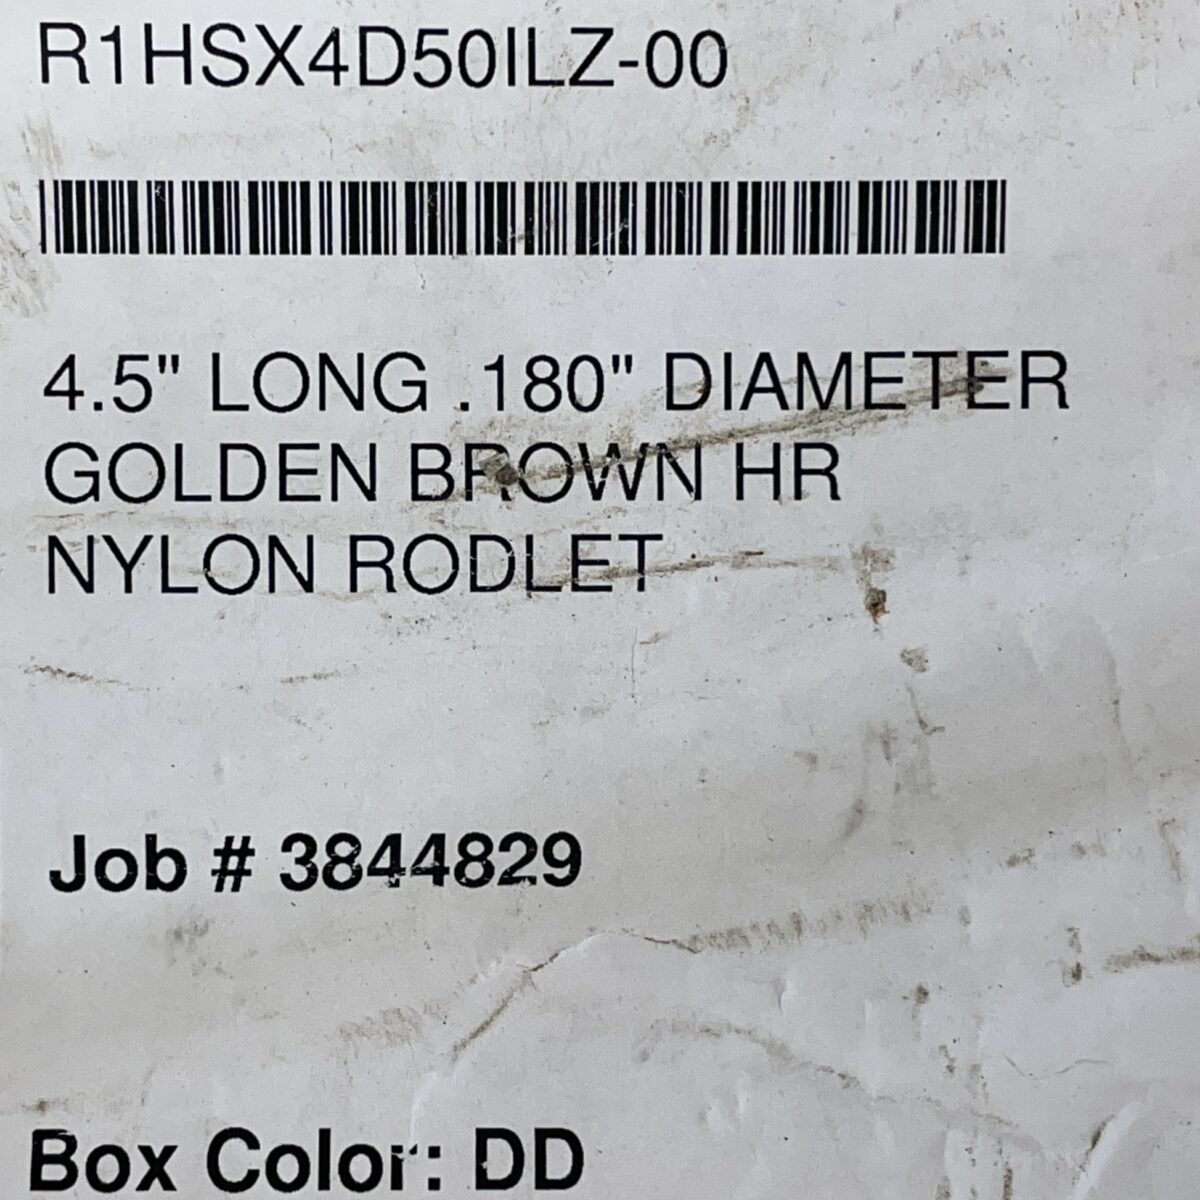 R1HSX4D50ILZ-00
4.5" LONG .180" DIAMETER
GOLDEN BROWN HR
NYLON RODLET
Job # 3844829
Box Color: DD